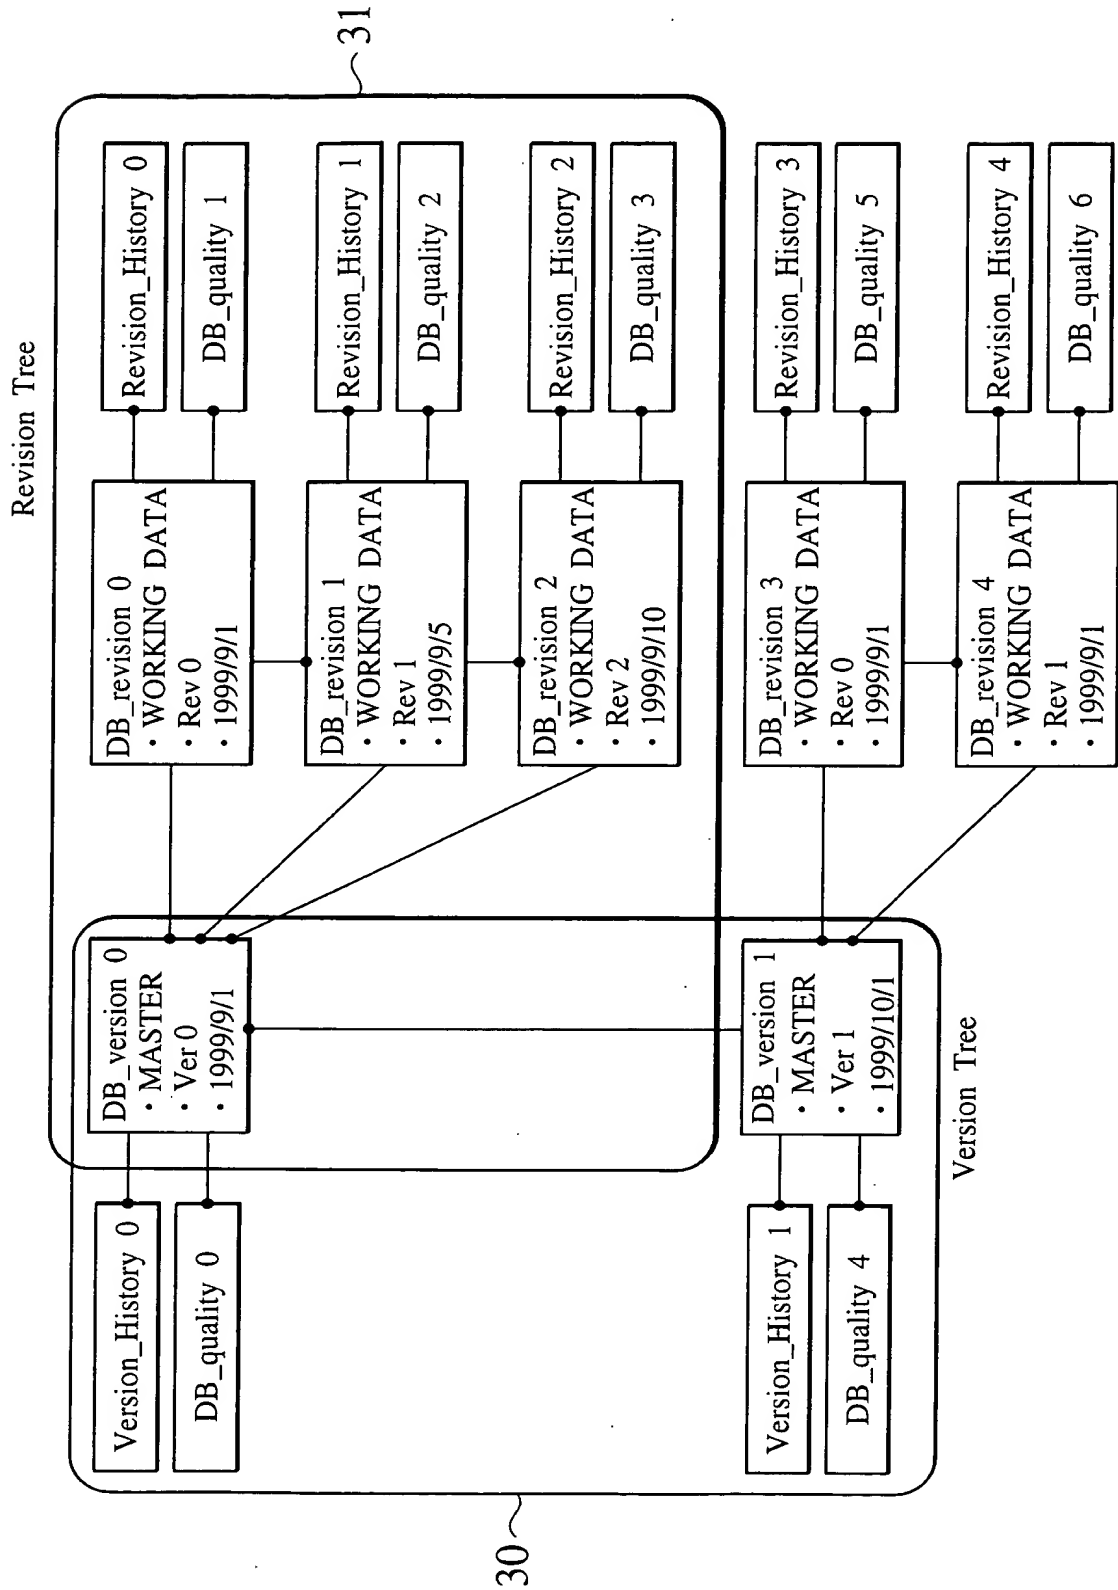 Revision Tree
31
DB_version 0
・MASTER
・Ver 0
・1999/9/1
Version_History 0
DB_quality 0
DB_revision 0
・WORKING DATA
・Rev 0
・1999/9/1
Revision_History 0
DB_quality 1
DB_revision 1
・WORKING DATA
・Rev 1
・1999/9/5
Revision_History 1
DB_quality 2
DB_revision 2
・WORKING DATA
・Rev 2
・1999/9/10
Revision_History 2
DB_quality 3
DB_version 1
・MASTER
・Ver 1
・1999/10/1
Version_History 1
DB_quality 4
DB_revision 3
・WORKING DATA
・Rev 0
・1999/9/1
Revision_History 3
DB_quality 5
DB_revision 4
・WORKING DATA
・Rev 1
・1999/9/1
Revision_History 4
DB_quality 6
Version Tree
30